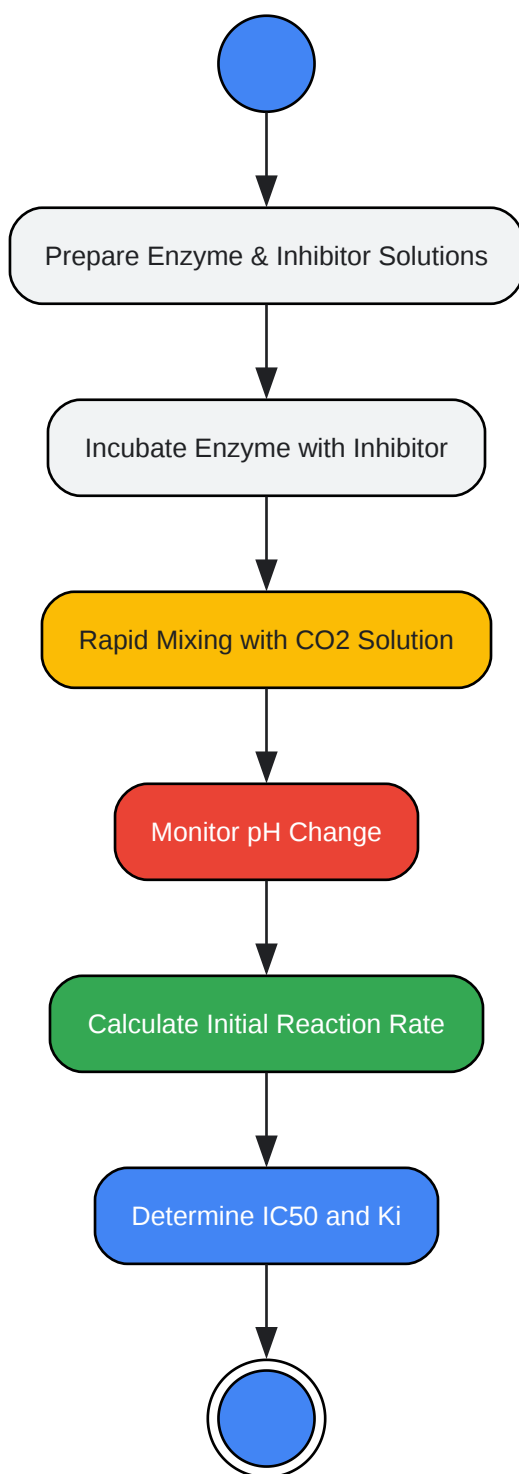 Prepare Enzyme & Inhibitor Solutions
Incubate Enzyme with Inhibitor
Rapid Mixing with CO2 Solution
Monitor pH Change
Calculate Initial Reaction Rate
Determine IC50 and Ki